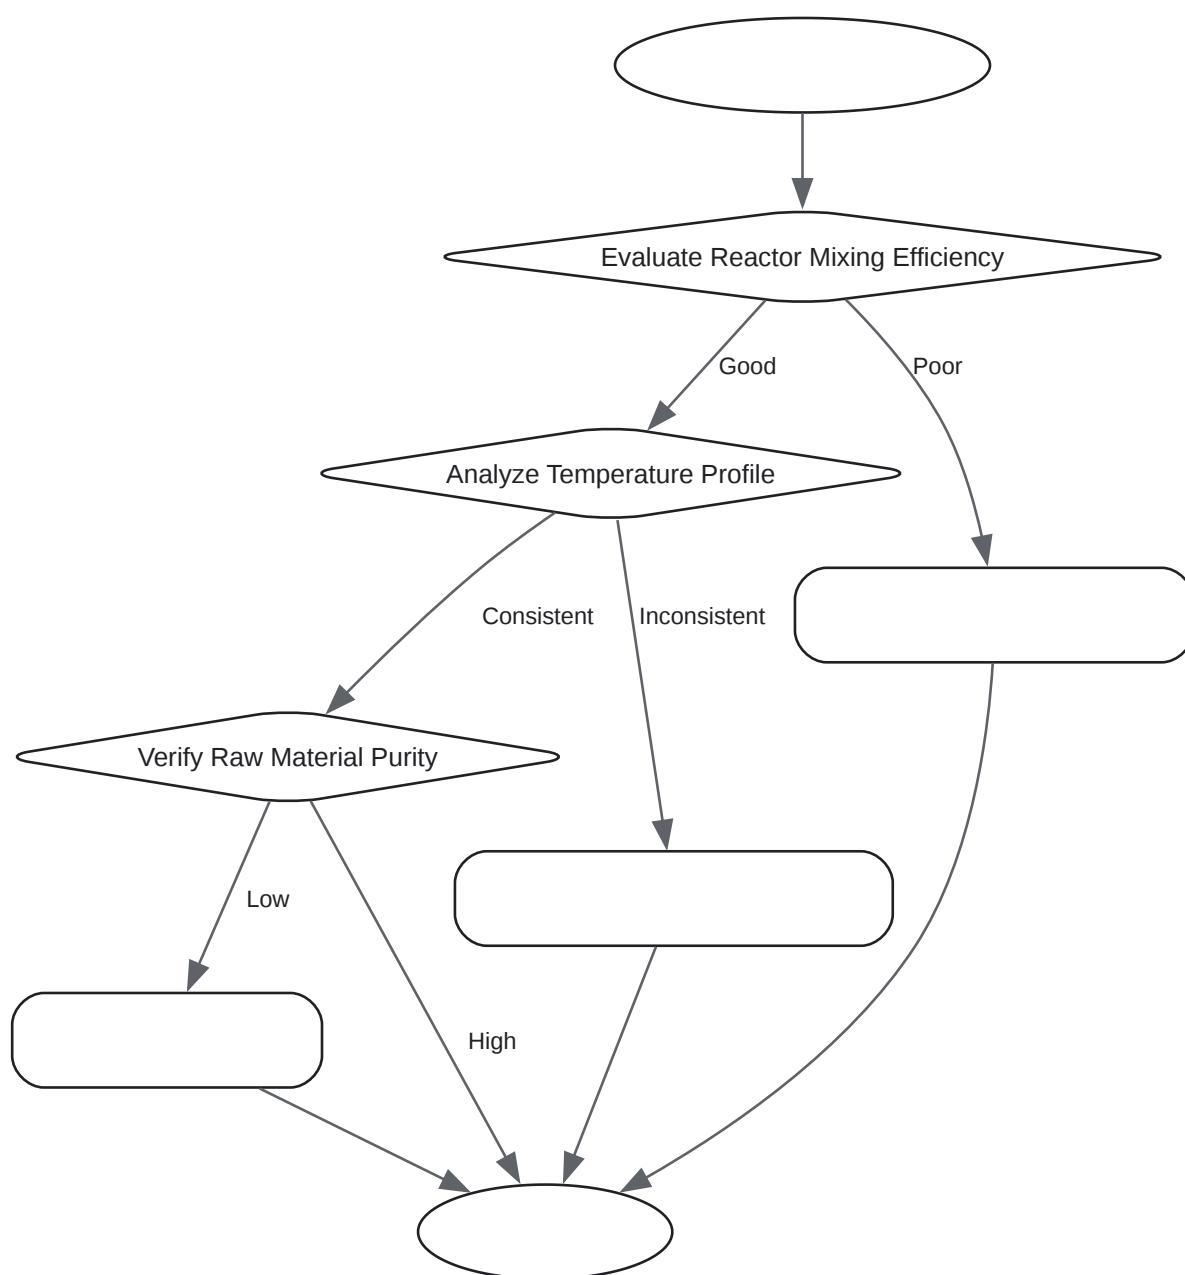 Evaluate Reactor Mixing Efficiency
Good
Poor
Analyze Temperature Profile
Consistent
Inconsistent
Verify Raw Material Purity
Low
High